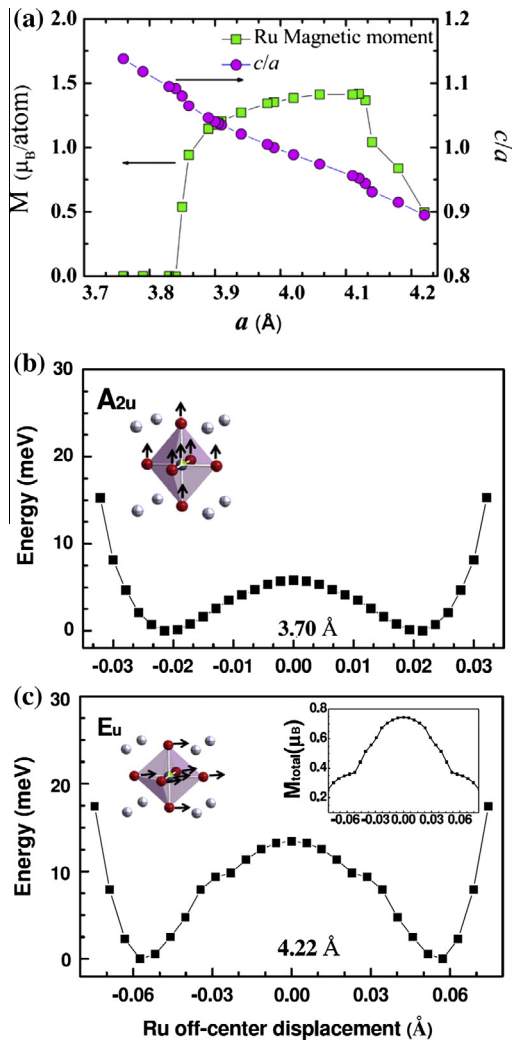 (a)
2.0
1.5
1.0
0.5
0.0
M (μB/atom)
Ru Magnetic moment
c/a
1.2
1.1
1.0
0.9
0.8
c/a
3.7 3.8 3.9 4.0 4.1 4.2
a (Å)
(b)
30
20
10
5
0
Energy (meV)
A2u
3.70 Å
-0.03 -0.02 -0.01 0.00 0.02 0.03
(c)
30
20
10
5
0
Energy (meV)
Eu
0.8
0.6
0.4
0.2
Mtotal(μB)
-0.06 -0.03 0.00 0.03 0.06
4.22 Å
-0.06 -0.03 0.00 0.03 0.06
Ru off-center displacement (Å)